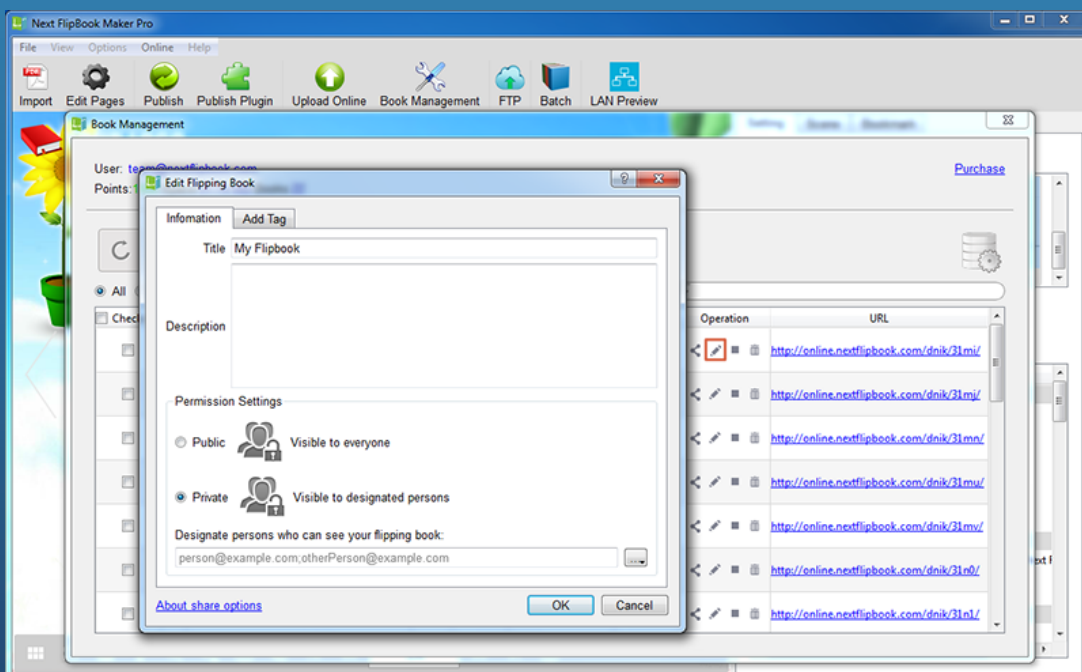 Next FlipBook Maker Pro
File View Options Online Help
Import Edit Pages Publish Publish Plugin Upload Online Book Management FTP Batch LAN Preview
Book Management
User: team@nextflipbook.com
Purchase
Points:
Edit Flipping Book
Infomation Add Tag
Title My Flipbook
All
Description
Operation URL
http://online.nextflipbook.com/dnik/31mi/
http://online.nextflipbook.com/dnik/31mj/
http://online.nextflipbook.com/dnik/31mn/
http://online.nextflipbook.com/dnik/31mu/
http://online.nextflipbook.com/dnik/31mv/
http://online.nextflipbook.com/dnik/31n0/
http://online.nextflipbook.com/dnik/31n1/
Permission Settings
Public Visible to everyone
Private Visible to designated persons
Designate persons who can see your flipping book:
person@example.com;otherPerson@example.com
...
About share options OK Cancel